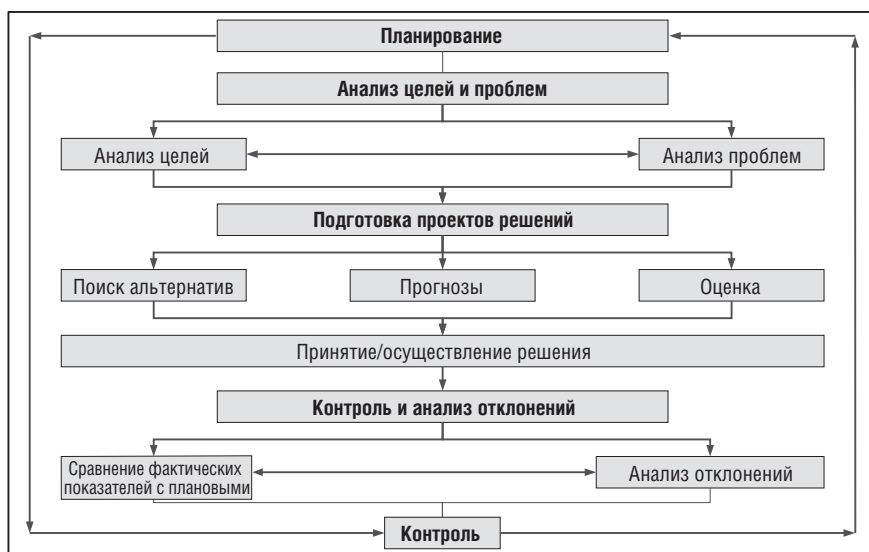 Планирование
Анализ целей и проблем
Анализ целей
Анализ проблем
Подготовка проектов решений
Поиск альтернатив
Прогнозы
Оценка
Принятие/осуществление решения
Контроль и анализ отклонений
Сравнение фактических
показателей с плановыми
Анализ отклонений
Контроль